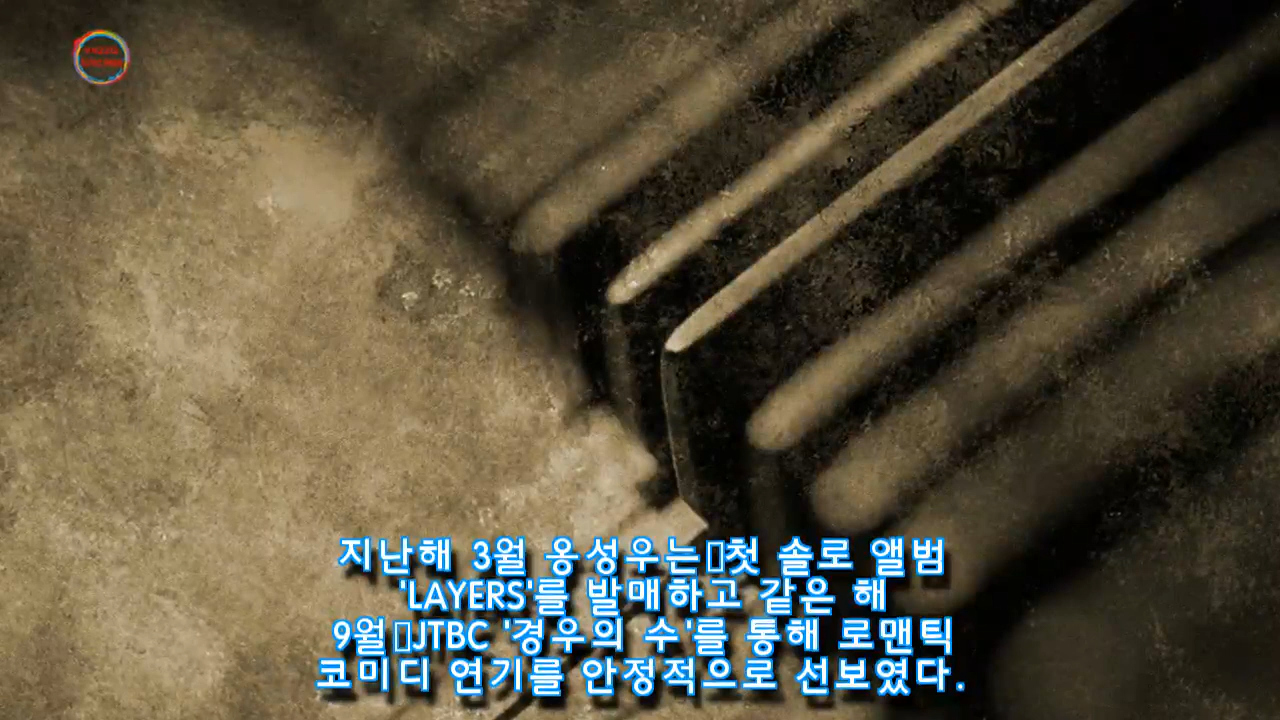 지난해 3월 옹성우는 첫 솔로 앨범
'LAYERS'를 발매하고 같은 해
9월 JTBC '경우의 수'를 통해 로맨틱
코미디 연기를 안정적으로 선보였다.